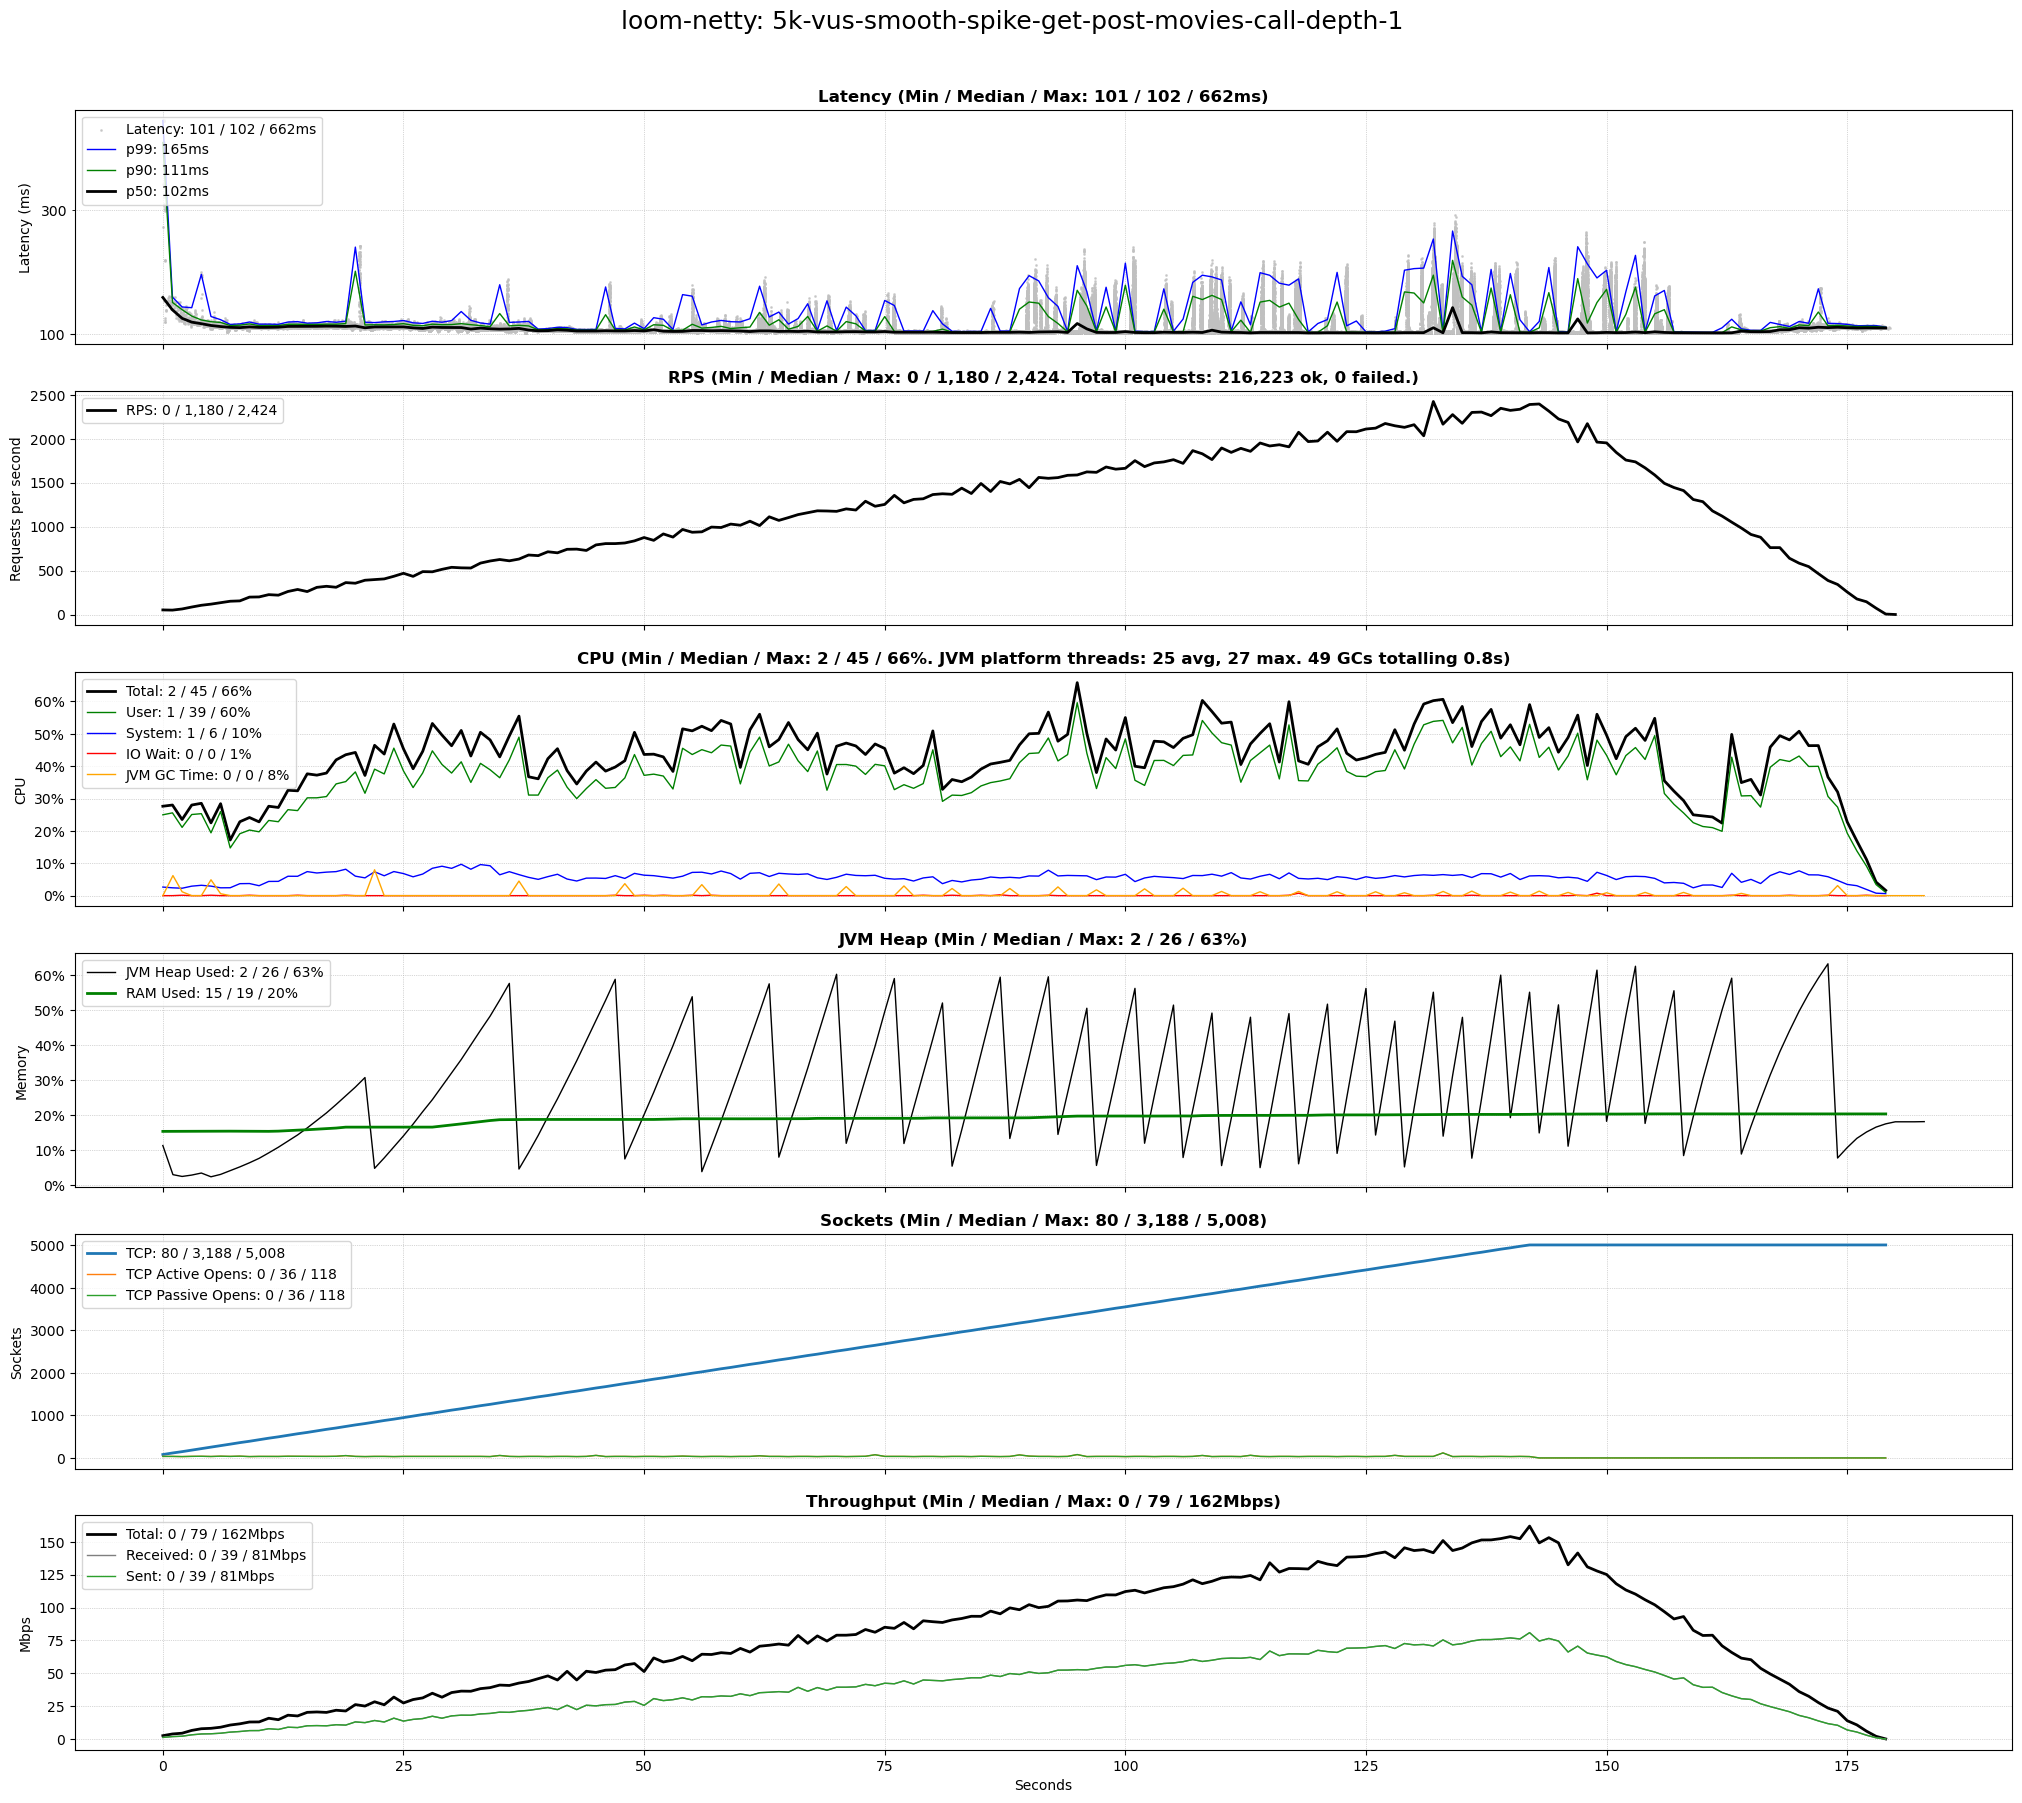 loom-netty: 5k-vus-smooth-spike-get-post-movies-call-depth-1
Latency (Min / Median / Max: 101 / 102 / 662ms)
Latency: 101 / 102 / 662ms
p99: 165ms
p90: 111ms
p50: 102ms
Latency (ms)
300
100
RPS (Min / Median / Max: 0 / 1,180 / 2,424. Total requests: 216,223 ok, 0 failed.)
RPS: 0 / 1,180 / 2,424
Requests per second
2500
2000
1500
1000
500
0
CPU (Min / Median / Max: 2 / 45 / 66%. JVM platform threads: 25 avg, 27 max. 49 GCs totalling 0.8s)
Total: 2 / 45 / 66%
User: 1 / 39 / 60%
System: 1 / 6 / 10%
IO Wait: 0 / 0 / 1%
JVM GC Time: 0 / 0 / 8%
CPU
60%
50%
40%
30%
20%
10%
0%
JVM Heap (Min / Median / Max: 2 / 26 / 63%)
JVM Heap Used: 2 / 26 / 63%
RAM Used: 15 / 19 / 20%
Memory
60%
50%
40%
30%
20%
10%
0%
Sockets (Min / Median / Max: 80 / 3,188 / 5,008)
TCP: 80 / 3,188 / 5,008
TCP Active Opens: 0 / 36 / 118
TCP Passive Opens: 0 / 36 / 118
Sockets
5000
4000
3000
2000
1000
0
Throughput (Min / Median / Max: 0 / 79 / 162Mbps)
Total: 0 / 79 / 162Mbps
Received: 0 / 39 / 81Mbps
Sent: 0 / 39 / 81Mbps
Mbps
150
125
100
75
50
25
0
0 25 50 75 100 125 150 175
Seconds